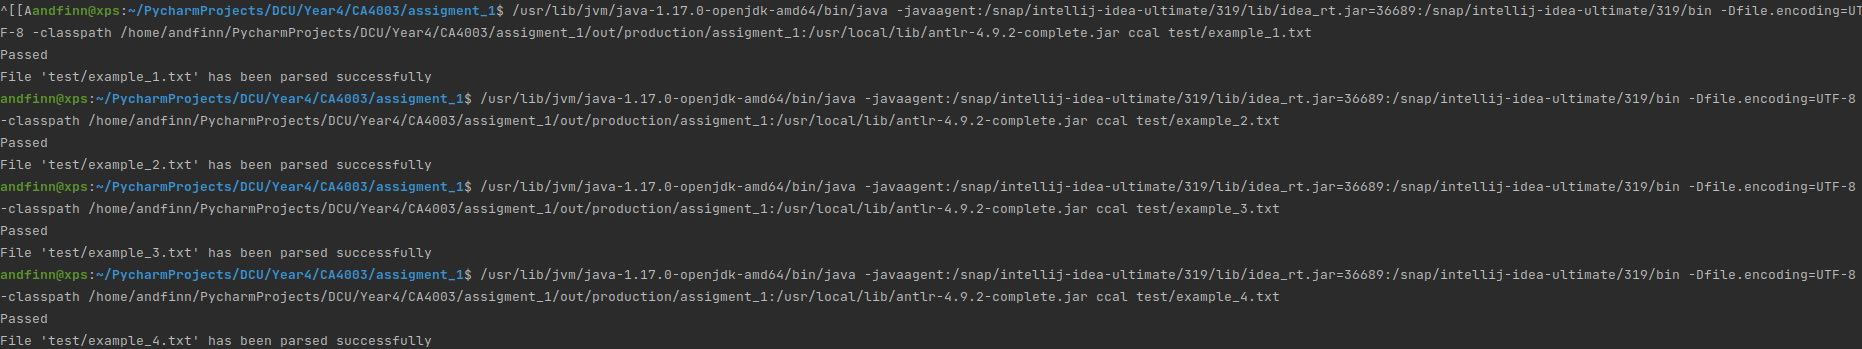 ^[[Aandfinn@xps:~/PycharmProjects/DCU/Year4/CA4003/assigment_1$ /usr/lib/jvm/java-1.17.0-openjdk-amd64/bin/java -javaagent:/snap/intellij-idea-ultimate/319/lib/idea_rt.jar=36689:/snap/intellij-idea-ultimate/319/bin -Dfile.encoding=UT
F-8 -classpath /home/andfinn/PycharmProjects/DCU/Year4/CA4003/assigment_1/out/production/assigment_1:/usr/local/lib/antlr-4.9.2-complete.jar ccal test/example_1.txt
Passed
File 'test/example_1.txt' has been parsed successfully
andfinn@xps:~/PycharmProjects/DCU/Year4/CA4003/assigment_1$ /usr/lib/jvm/java-1.17.0-openjdk-amd64/bin/java -javaagent:/snap/intellij-idea-ultimate/319/lib/idea_rt.jar=36689:/snap/intellij-idea-ultimate/319/bin -Dfile.encoding=UTF-8
-classpath /home/andfinn/PycharmProjects/DCU/Year4/CA4003/assigment_1/out/production/assigment_1:/usr/local/lib/antlr-4.9.2-complete.jar ccal test/example_2.txt
Passed
File 'test/example_2.txt' has been parsed successfully
andfinn@xps:~/PycharmProjects/DCU/Year4/CA4003/assigment_1$ /usr/lib/jvm/java-1.17.0-openjdk-amd64/bin/java -javaagent:/snap/intellij-idea-ultimate/319/lib/idea_rt.jar=36689:/snap/intellij-idea-ultimate/319/bin -Dfile.encoding=UTF-8
-classpath /home/andfinn/PycharmProjects/DCU/Year4/CA4003/assigment_1/out/production/assigment_1:/usr/local/lib/antlr-4.9.2-complete.jar ccal test/example_3.txt
Passed
File 'test/example_3.txt' has been parsed successfully
andfinn@xps:~/PycharmProjects/DCU/Year4/CA4003/assigment_1$ /usr/lib/jvm/java-1.17.0-openjdk-amd64/bin/java -javaagent:/snap/intellij-idea-ultimate/319/lib/idea_rt.jar=36689:/snap/intellij-idea-ultimate/319/bin -Dfile.encoding=UTF-8
-classpath /home/andfinn/PycharmProjects/DCU/Year4/CA4003/assigment_1/out/production/assigment_1:/usr/local/lib/antlr-4.9.2-complete.jar ccal test/example_4.txt
Passed
File 'test/example_4.txt' has been parsed successfully